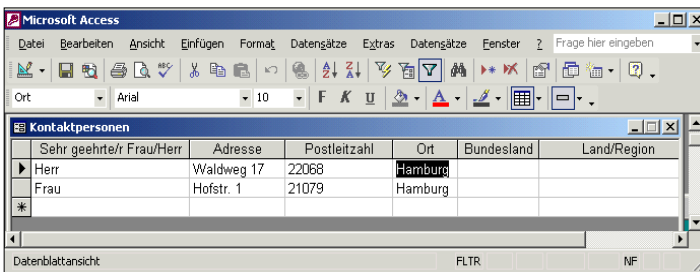 Microsoft Access
Datei Bearbeiten Ansicht Einfügen Format Datensätze Extras Datensätze Fenster ? Frage hier eingeben
Ort Arial 10 F K U A
Kontaktpersonen
Sehr geehrte/r Frau/Herr Adresse Postleitzahl Ort Bundesland Land/Region
Herr Waldweg 17 22068 Hamburg
Frau Hofstr. 1 21079 Hamburg
Datenblattansicht FLTR NF